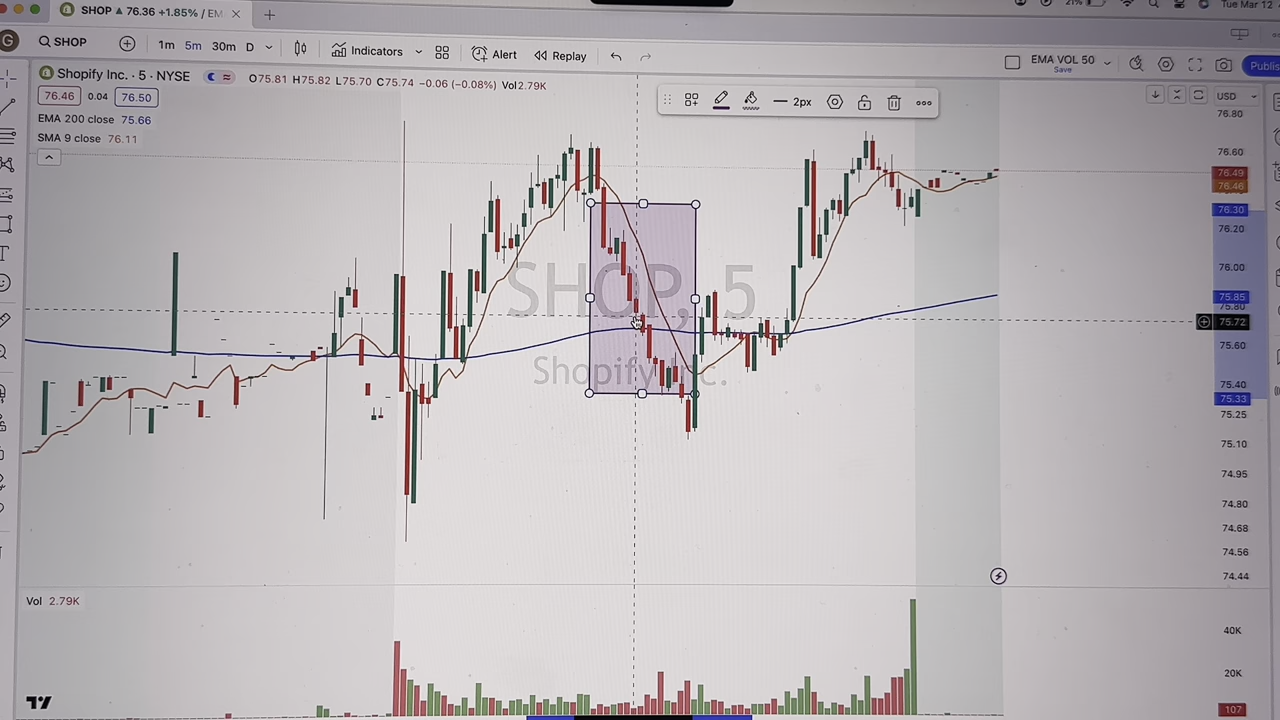 SHOP ▲ 76.36 +1.85% / EM
21%
Tue Mar 12
G
SHOP
1m 5m 30m D
Indicators
Alert
Replay
EMA VOL 50
Save
Publis
Shopify Inc. · 5 · NYSE
O75.81 H75.82 L75.70 C75.74 −0.06 (−0.08%) Vol2.79K
76.46 0.04 76.50
EMA 200 close 75.66
SMA 9 close 76.11
2px
USD
76.80
76.60
76.49
76.46
76.30
76.20
76.00
75.85
75.80
75.72
75.60
75.40
75.33
75.25
75.10
74.95
74.80
74.68
74.56
74.44
SHOP, 5
Shopify Inc.
Vol 2.79K
40K
20K
107